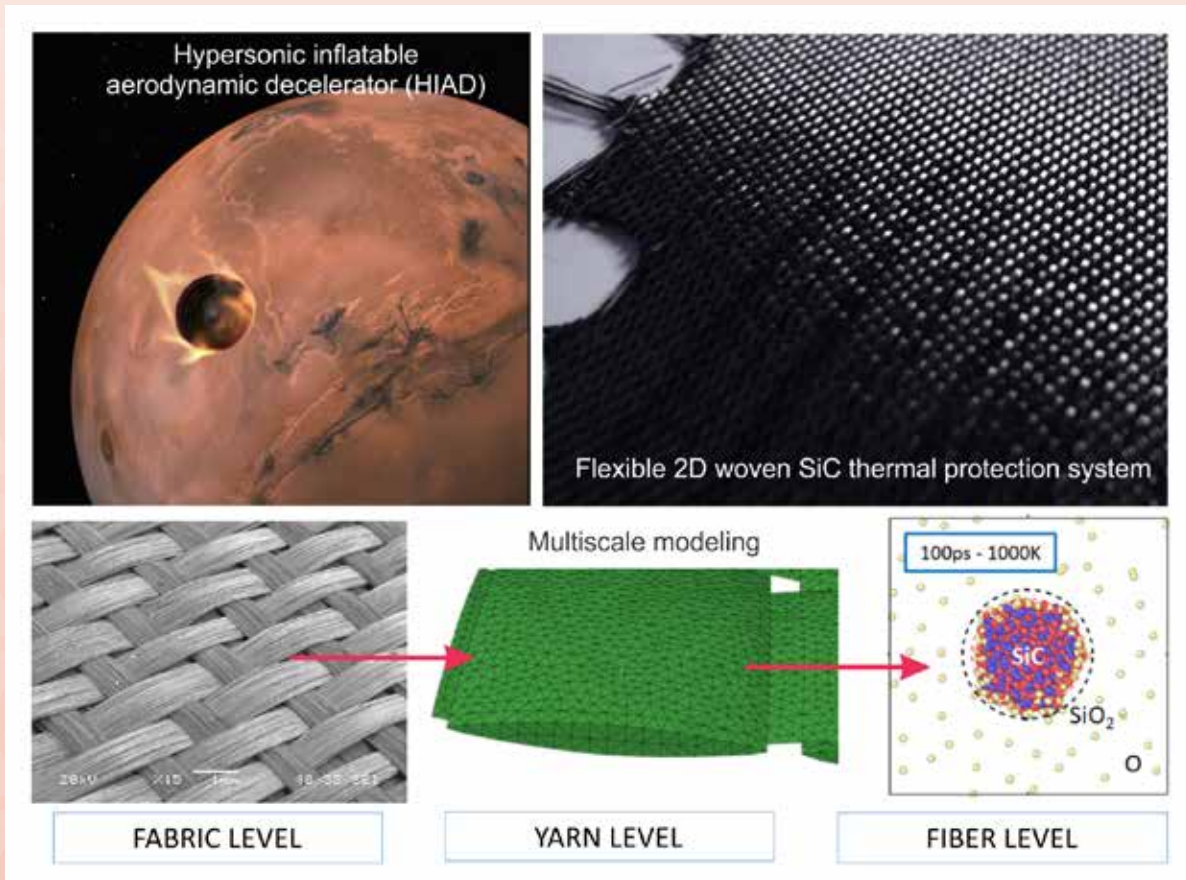 Hypersonic inflatable
aerodynamic decelerator (HIAD)
Flexible 2D woven SiC thermal protection system
Multiscale modeling
100ps - 1000K
SiC
SiO₂
O
20kV X15 1mm
FABRIC LEVEL
YARN LEVEL
FIBER LEVEL